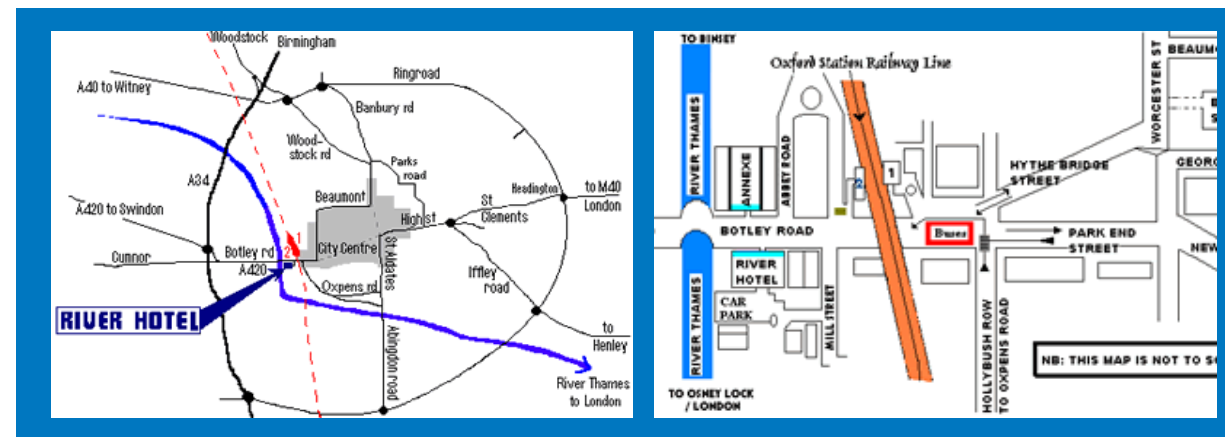 Woodstock
Birmingham
A40 to Witney
Ringroad
Banbury rd
Wood-
stock rd
Parks
road
A34
Beaumont
Headington
to M40
London
St
Clements
A420 to Swindon
High st
Botley rd
1
2
City Centre
St Aldates
Cumnor
A420
Iffley
road
Oxpens rd
RIVER HOTEL
Abingdon road
to
Henley
River Thames
to London
TO BINSEY
Oxford Station Railway Line
WORCESTER ST
BEAUM
RIVER THAMES
ANNEXE
ABBEY ROAD
2
1
HYTHE BRIDGE
STREET
GEORG
BOTLEY ROAD
Buses
PARK END
STREET
NEW
RIVER
HOTEL
CAR
PARK
RIVER THAMES
MILL STREET
HOLLYBUSH ROW
TO OXPENS ROAD
NB: THIS MAP IS NOT TO S
TO OSNEY LOCK
/ LONDON